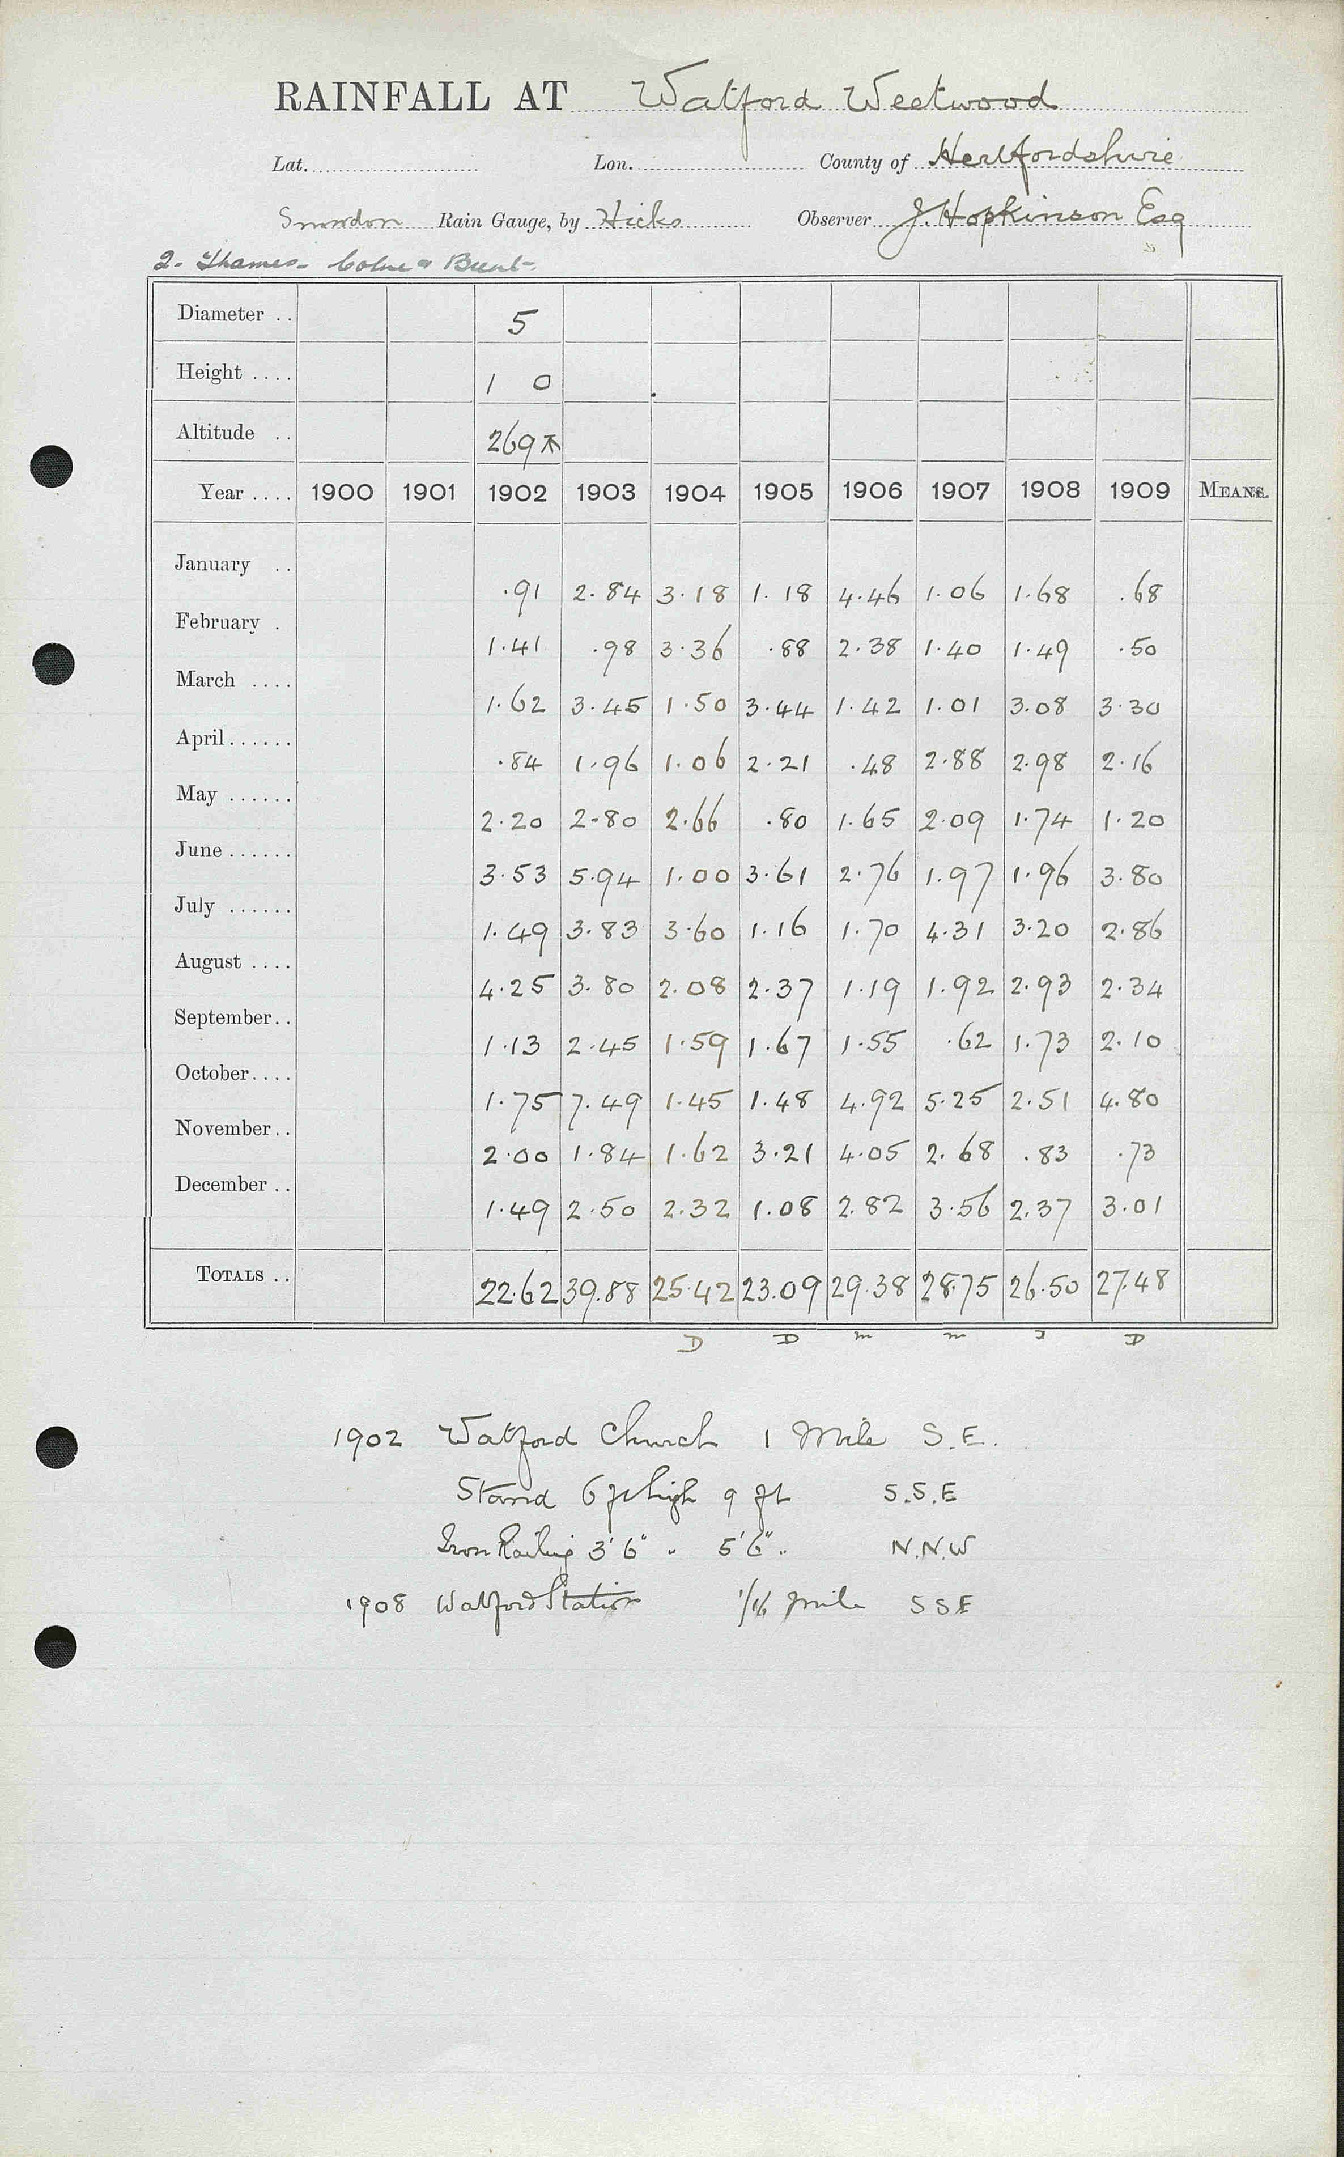 RAINFALL AT Watford Weetwood
Lat. Lon. County of Hertfordshire
Snowdon Rain Gauge, by Hicks Observer J. Hopkinson Esq
2. Thames - Colne &
Diameter .. 5
Height .... 1 0
Altitude .. 269
Year .... 1900 1901 1902 1903 1904 1905 1906 1907 1908 1909 MEANS.
January .. .91 2.84 3.18 1.18 4.46 1.06 1.68 .68
February . 1.41 .98 3.36 .88 2.38 1.40 1.49 .50
March .... 1.62 3.45 1.50 3.44 1.42 1.01 3.08 3.30
April ...... .84 1.96 1.06 2.21 .48 2.88 2.98 2.16
May ...... 2.20 2.80 2.66 .80 1.65 2.09 1.74 1.20
June ...... 3.53 5.94 1.00 3.61 2.76 1.97 1.96 3.80
July ...... 1.49 3.83 3.60 1.16 1.70 4.31 3.20 2.86
August .... 4.25 3.80 2.08 2.37 1.19 1.92 2.93 2.34
September .. 1.13 2.45 1.59 1.67 1.55 .62 1.73 2.10
October .... 1.75 7.49 1.45 1.48 4.92 5.25 2.51 4.80
November .. 2.00 1.84 1.62 3.21 4.05 2.68 .83 .73
December .. 1.49 2.50 2.32 1.08 2.82 3.56 2.37 3.01
TOTALS .. 22.62 39.88 25.42 23.09 29.38 28.75 26.50 27.48
D D m m J D
1902 Watford Church 1 Mile S.E.
Stand 6 ft high 9 ft S.S.E
Iron Railing 3'6" " 5'6" " N.N.W
1908 Watford Station 1/16 Mile SSE